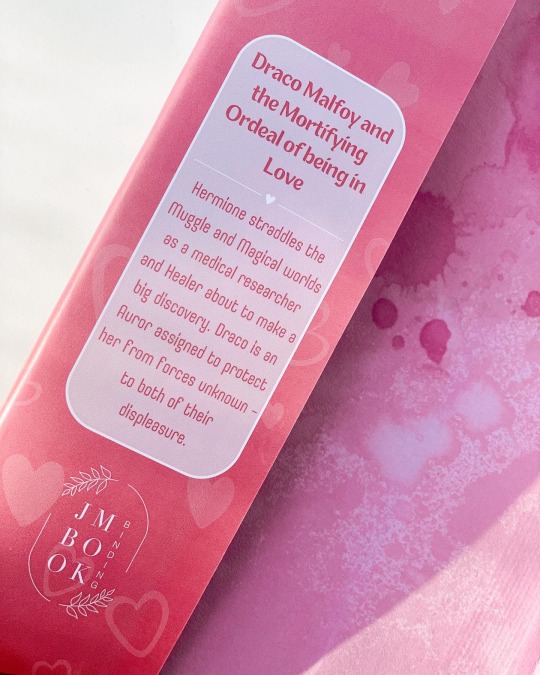 Draco Malfoy and
the Mortifying
Ordeal of being in
Love
Hermione straddles the
Muggle and Magical worlds
as a medical researcher
and Healer about to make a
big discovery. Draco is an
Auror assigned to protect
her from forces unknown –
to both of their
displeasure.
JM
BO
OK
BINDING